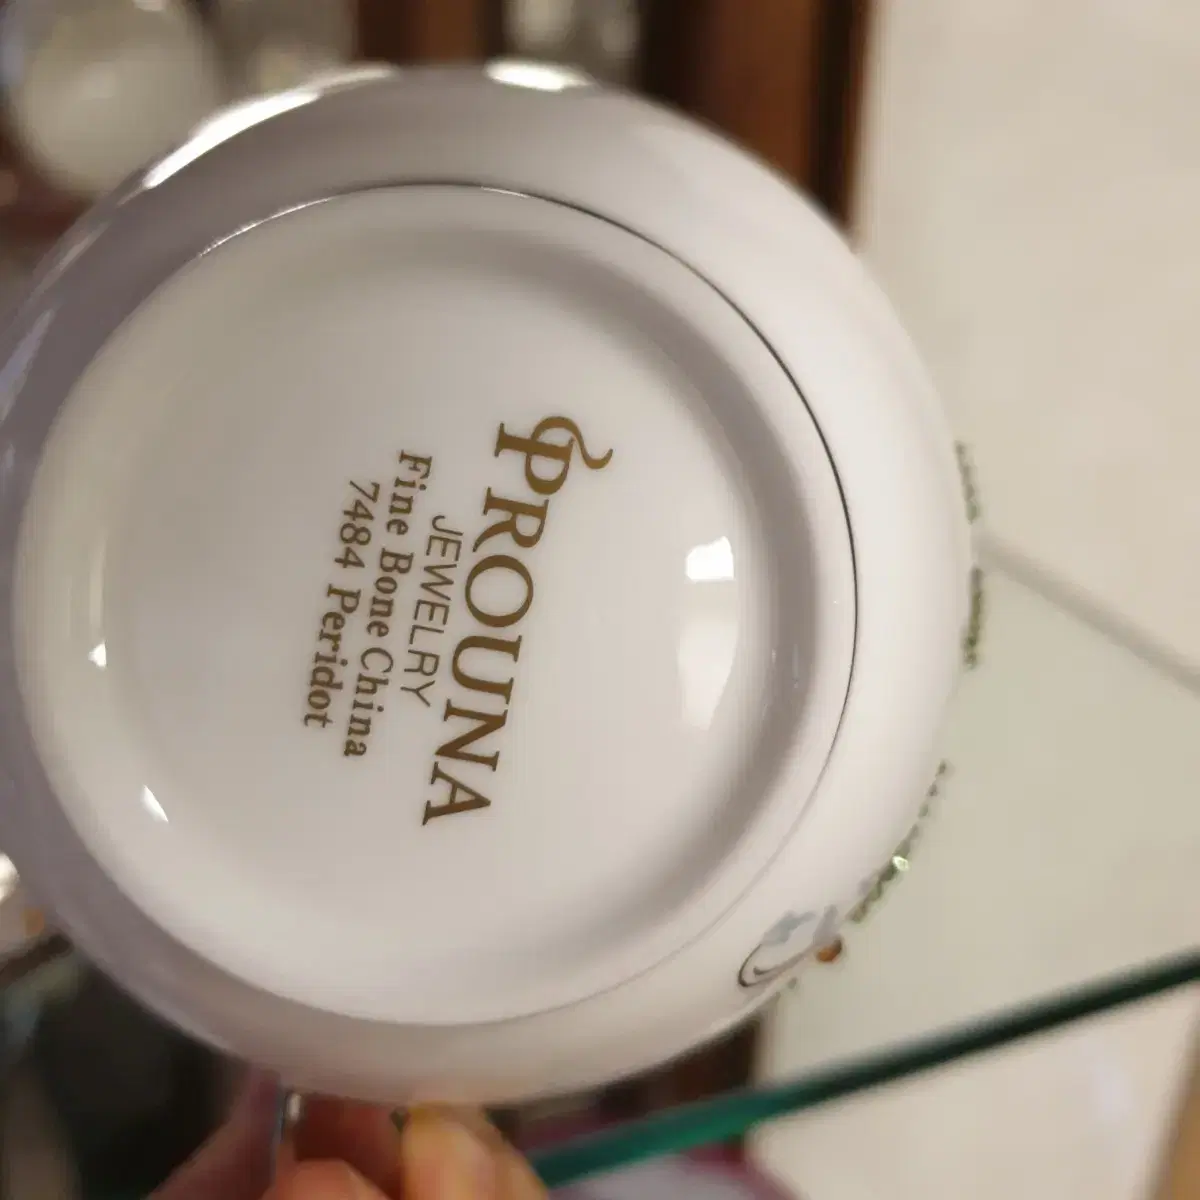 PROUNA
JEWELRY
Fine Bone China
7484 Peridot